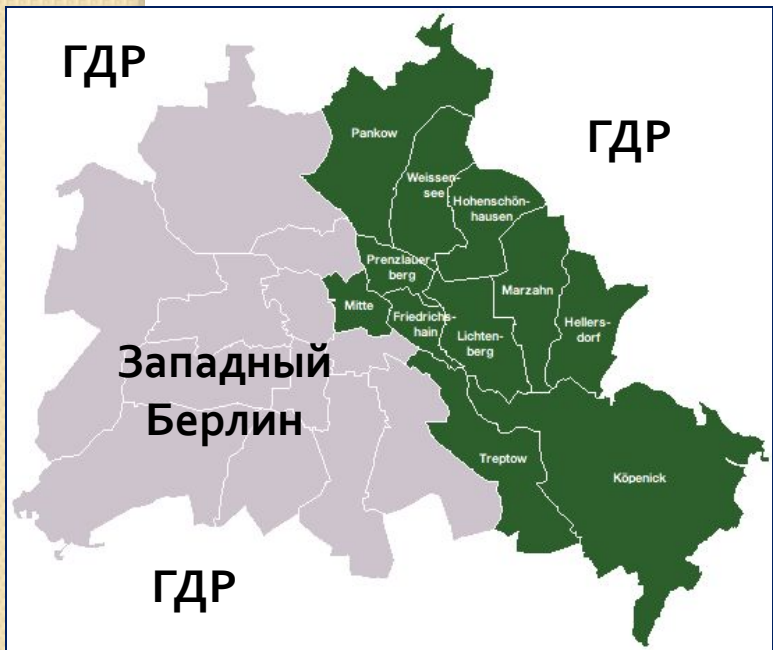 ГДР
ГДР
Pankow
Weissen-
see
Hohenschön-
hausen
Prenzlauer-
berg
Mitte
Friedrichs-
hain
Lichten-
berg
Marzahn
Hellers-
dorf
Западный
Берлин
Treptow
Köpenick
ГДР